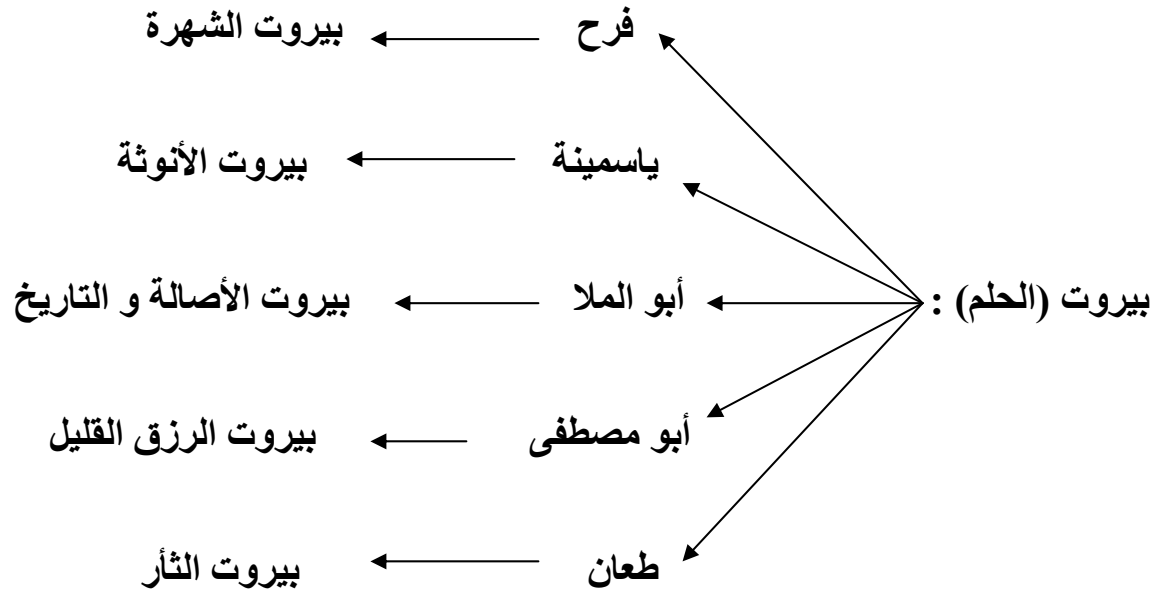 فرح بيروت الشهرة
ياسمينة بيروت الأنوثة
بيروت (الحلم) : أبو الملا بيروت الأصالة و التاريخ
أبو مصطفى بيروت الرزق القليل
طعان بيروت الثأر